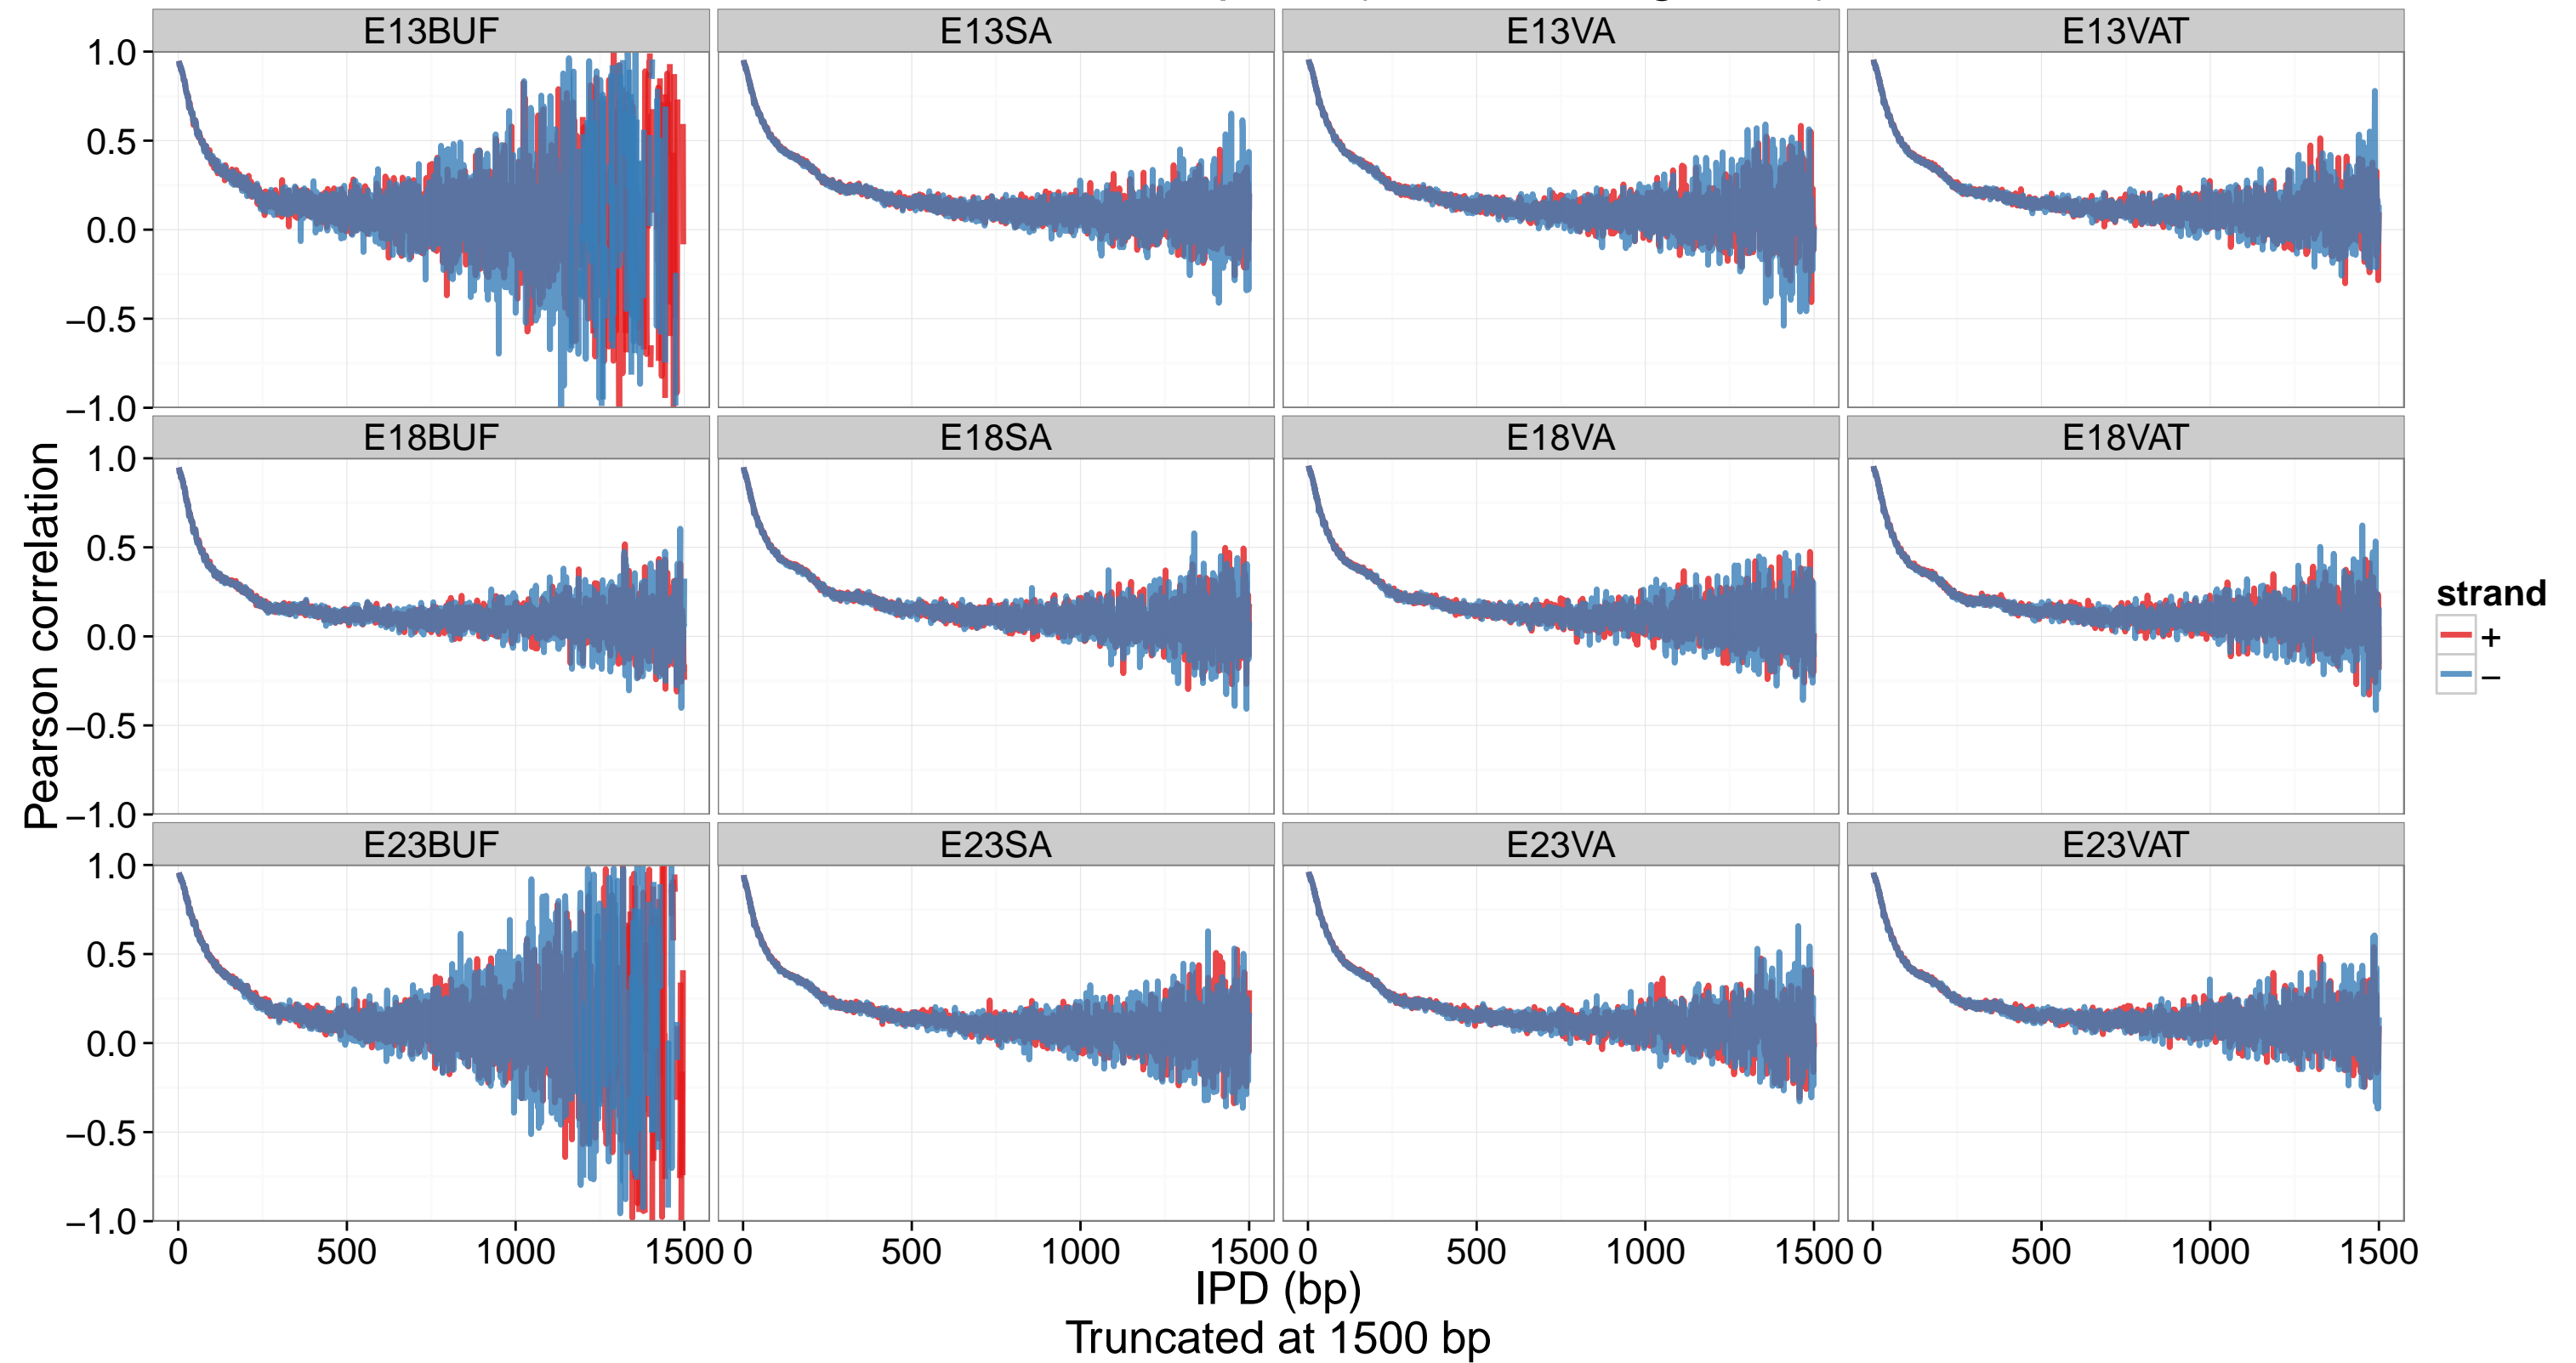 E13BUF E13SA E13VA E13VAT
1.0
0.5
0.0
−0.5
−1.0
E18BUF E18SA E18VA E18VAT
1.0
0.5
0.0
−0.5
−1.0
E23BUF E23SA E23VA E23VAT
1.0
0.5
0.0
−0.5
−1.0
0 500 1000 1500 0 500 1000 1500 0 500 1000 1500 0 500 1000 1500
Pearson correlation
IPD (bp)
Truncated at 1500 bp
strand
+
−